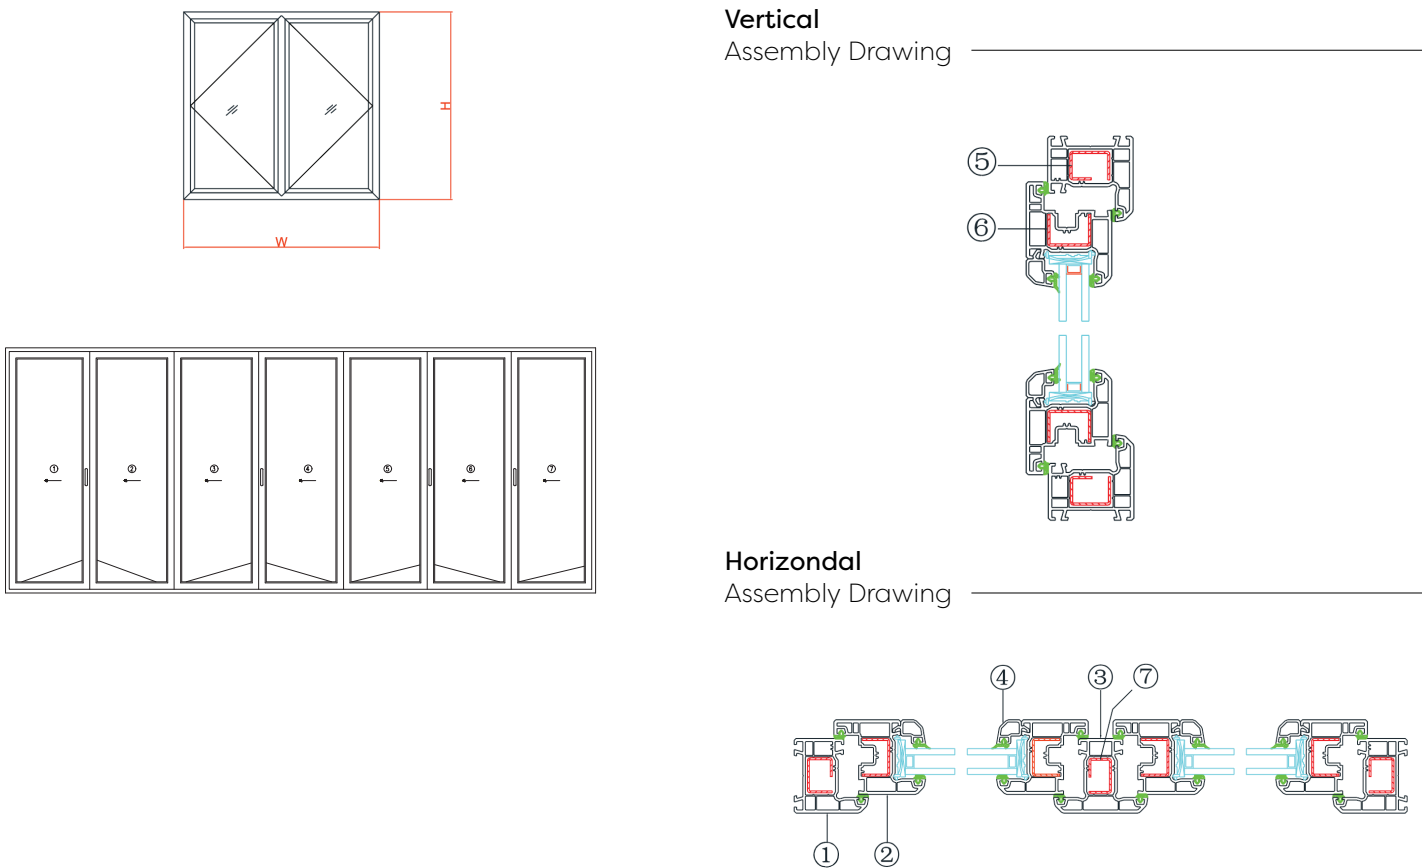 H
W
① ② ③ ④ ⑤ ⑥ ⑦
Vertical
Assembly Drawing
⑤
⑥
Horizondal
Assembly Drawing
④ ③ ⑦
① ②